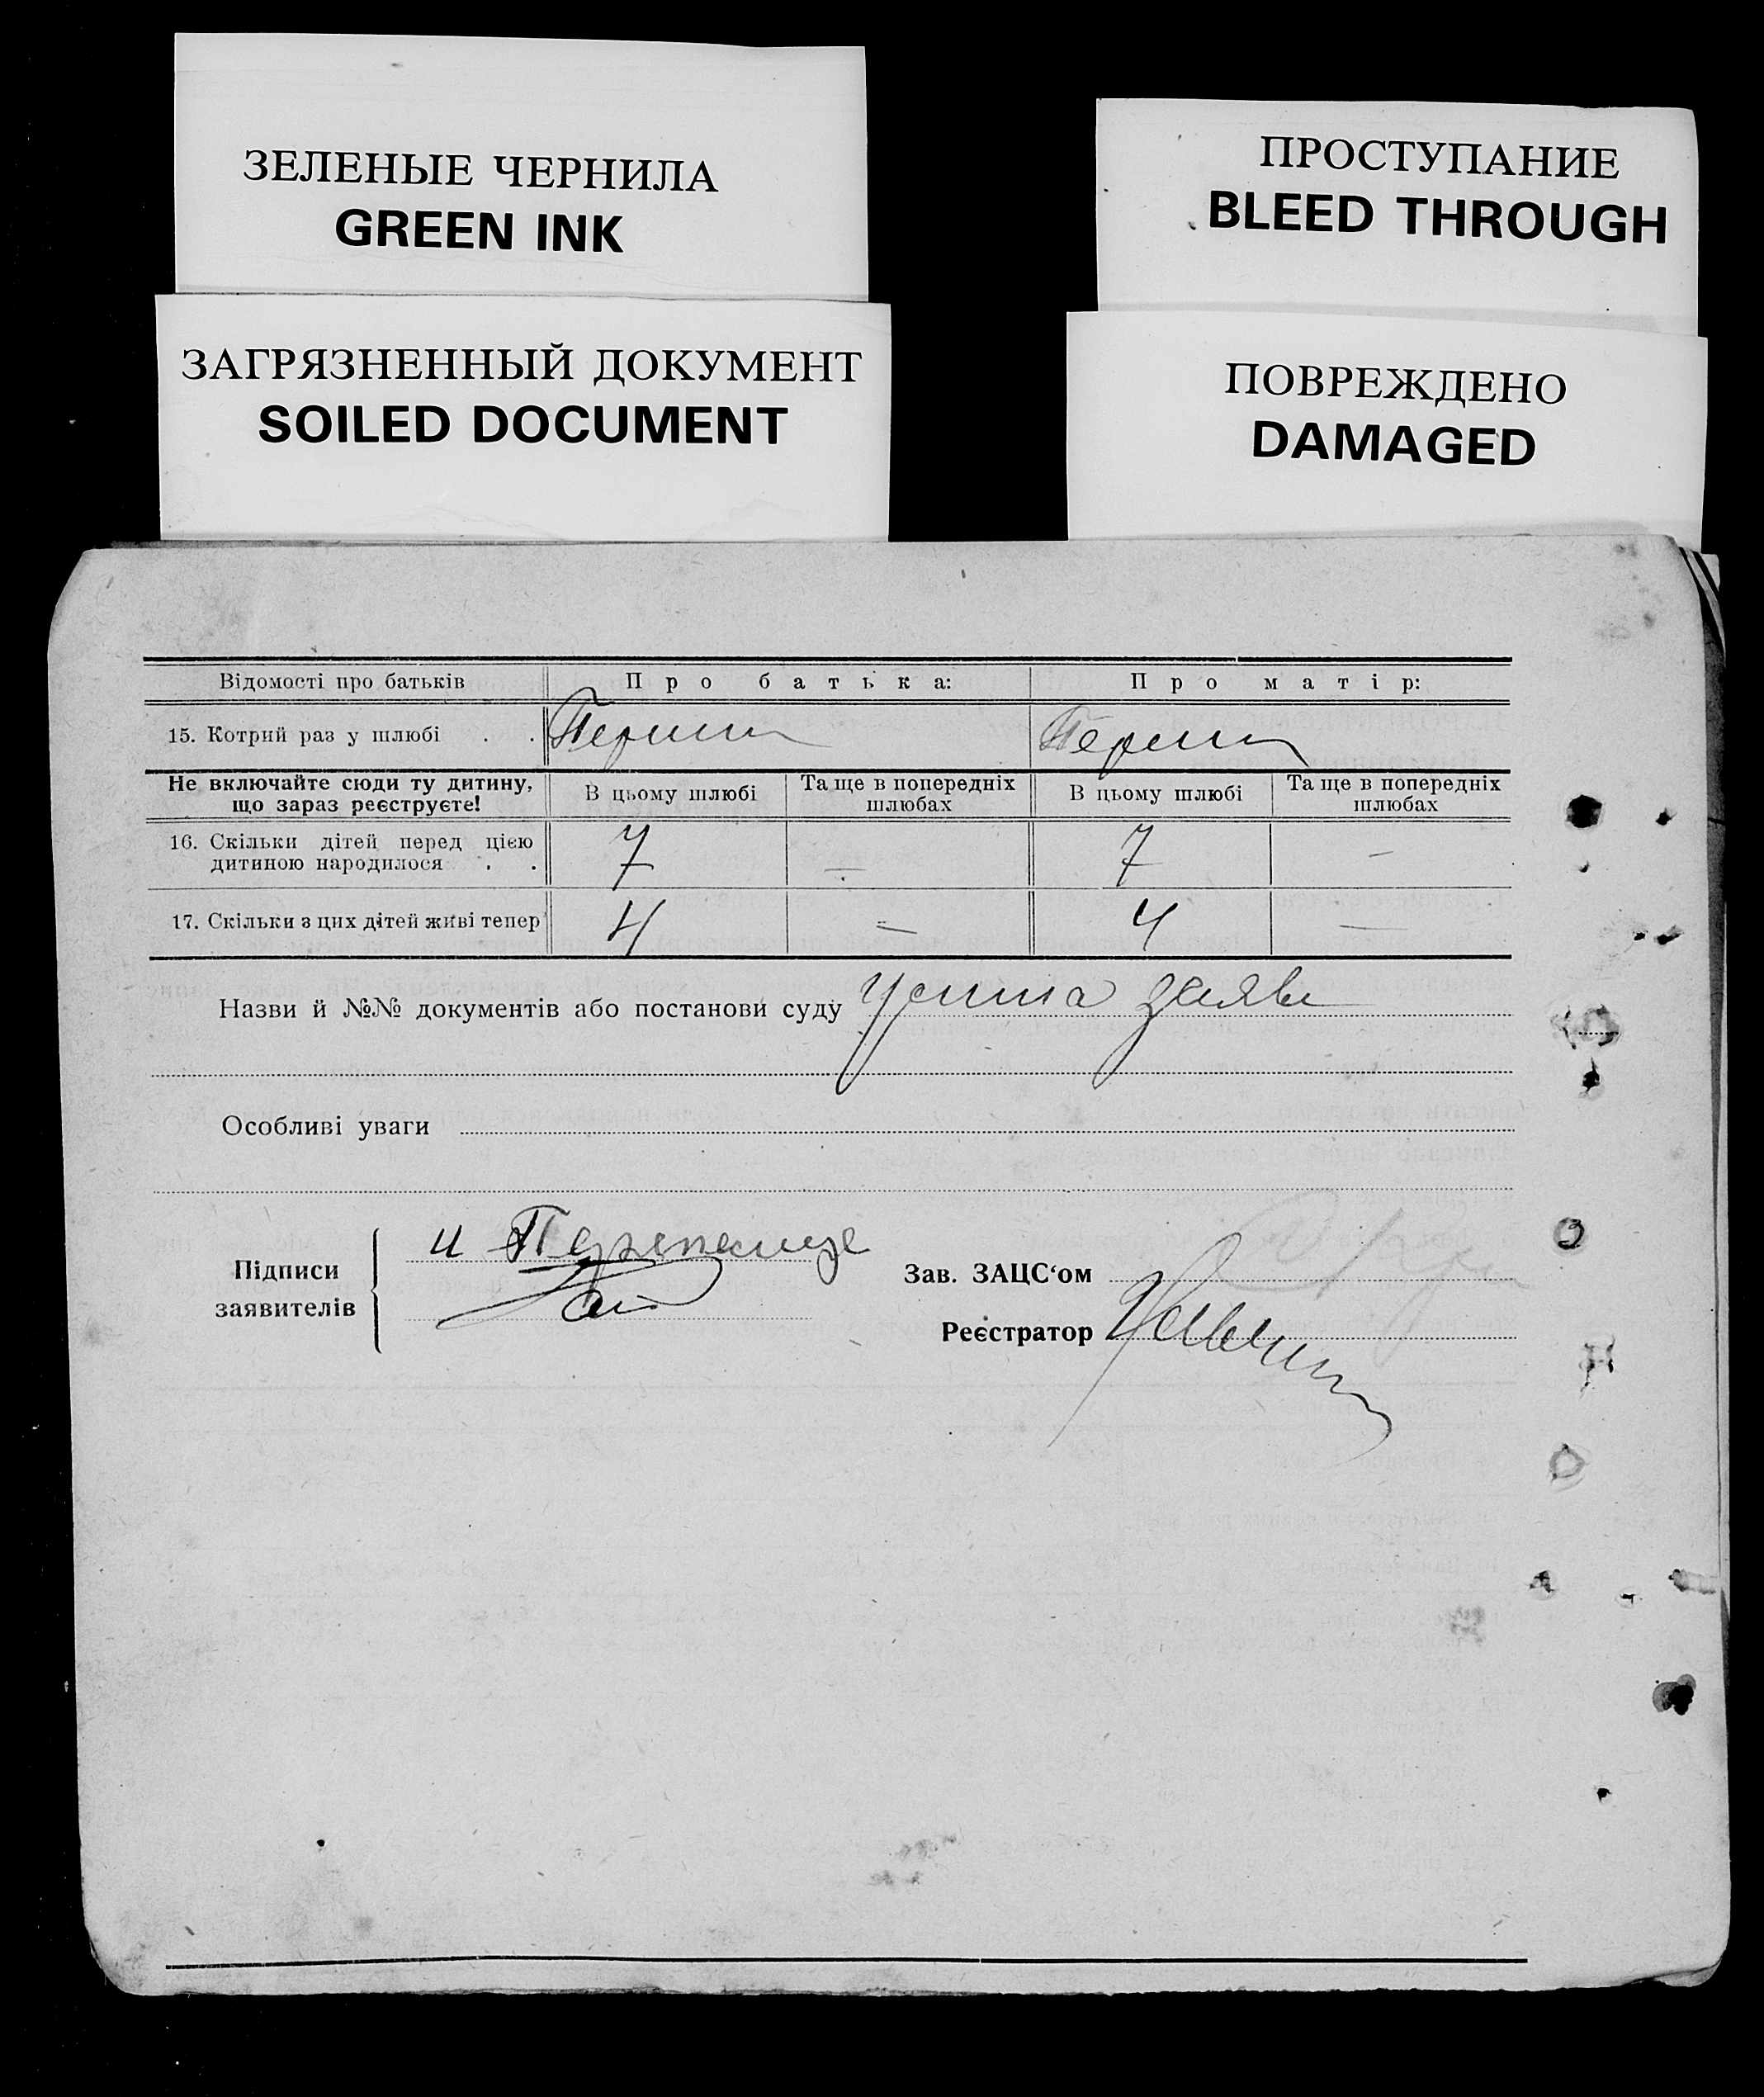 ЗЕЛЕНЫЕ ЧЕРНИЛА
GREEN INK
ПРОСТУПАНИЕ
BLEED THROUGH
ЗАГРЯЗНЕННЫЙ ДОКУМЕНТ
SOILED DOCUMENT
ПОВРЕЖДЕНО
DAMAGED
Відомості про батьків Про батька: Про матір:
15. Котрий раз у шлюбі . . Перший Перший
Не включайте сюди ту дитину, що зараз реєструєте! В цьому шлюбі Та ще в попередніх шлюбах В цьому шлюбі Та ще в попередніх шлюбах
16. Скільки дітей перед цією
дитиною народилося . . 7 — 7 —
17. Скільки з цих дітей живі тепер 4 — 4 —
Назви й №№ документів або постанови суду Усна заява
Особливі уваги
Підписи
заявителів
Зав. ЗАЦС‘ом
Реєстратор